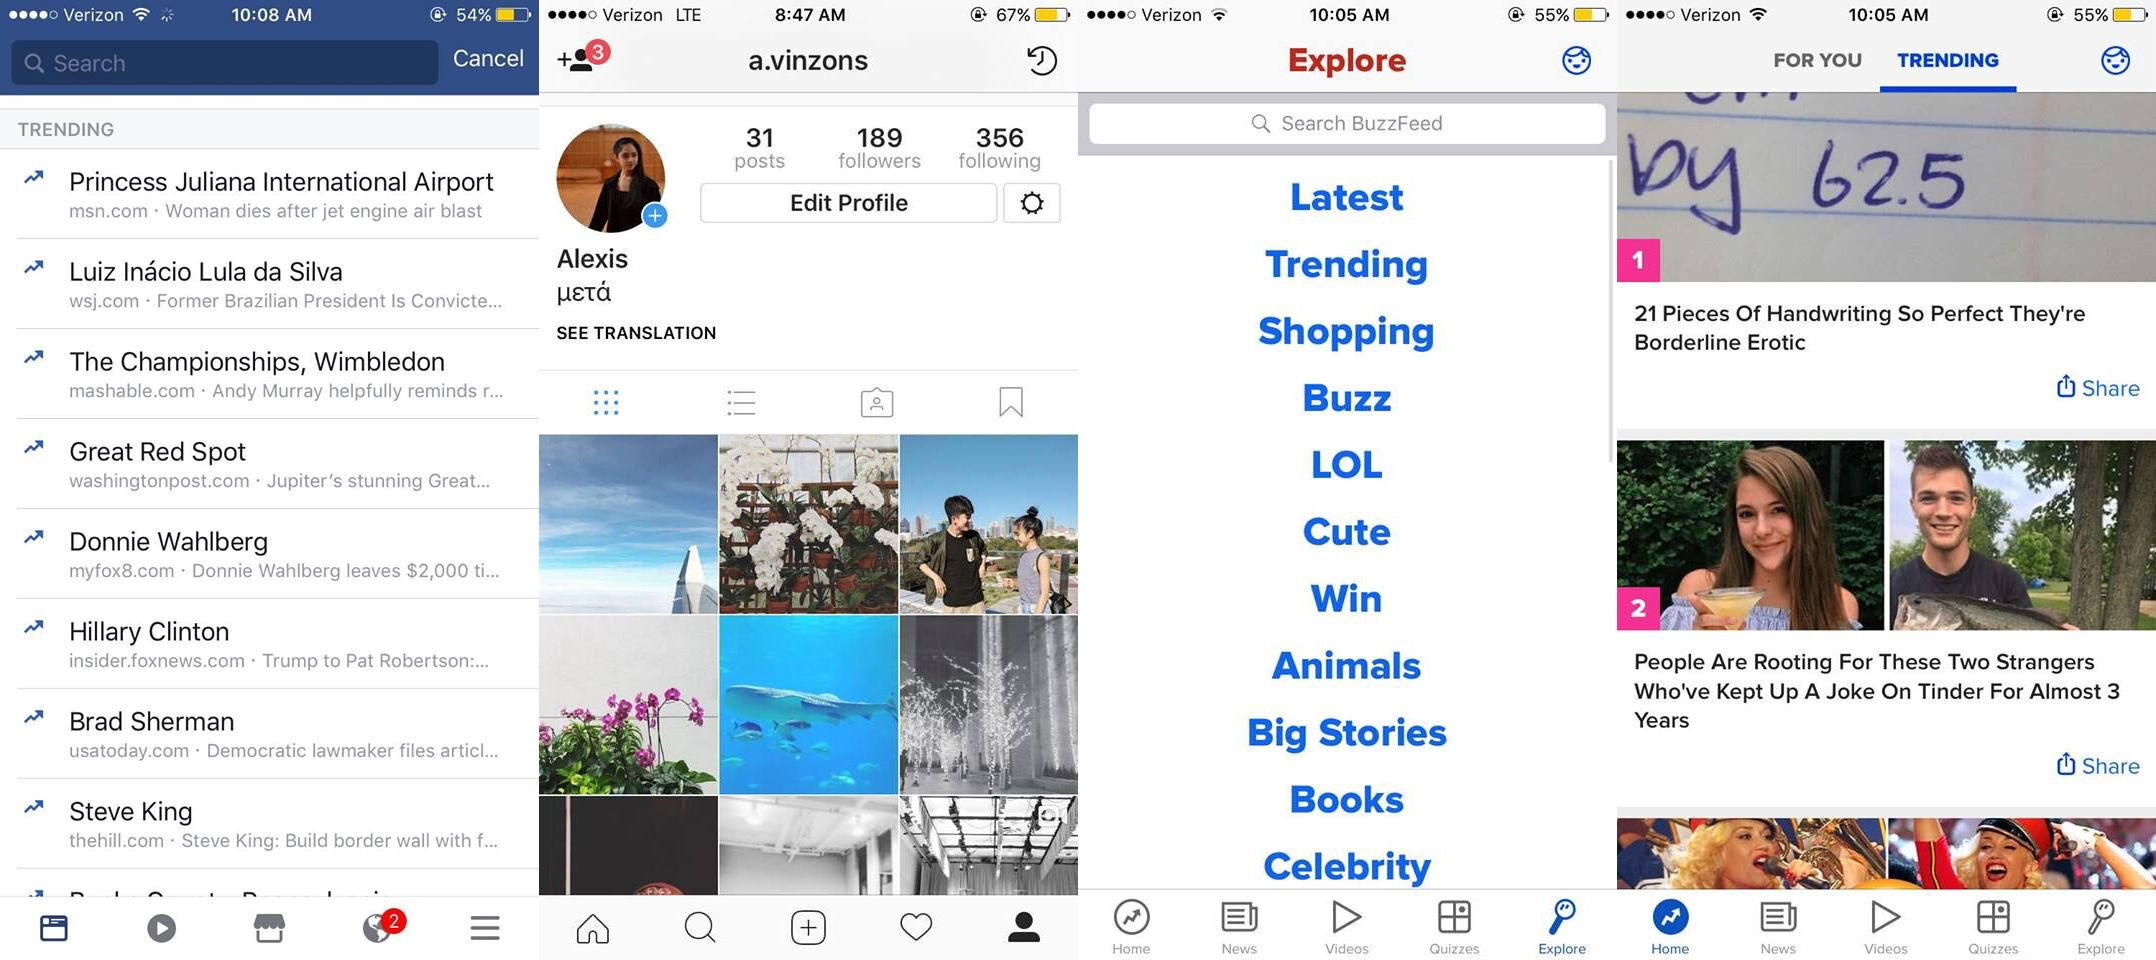 Verizon 10:08 AM 54%
Search Cancel
TRENDING
Princess Juliana International Airport
msn.com · Woman dies after jet engine air blast
Luiz Inácio Lula da Silva
wsj.com · Former Brazilian President Is Convicte...
The Championships, Wimbledon
mashable.com · Andy Murray helpfully reminds r...
Great Red Spot
washingtonpost.com · Jupiter's stunning Great...
Donnie Wahlberg
myfox8.com · Donnie Wahlberg leaves $2,000 ti...
Hillary Clinton
insider.foxnews.com · Trump to Pat Robertson:...
Brad Sherman
usatoday.com · Democratic lawmaker files articl...
Steve King
thehill.com · Steve King: Build border wall with f...
2
Verizon LTE 8:47 AM 67%
3 a.vinzons
31 189 356
posts followers following
Edit Profile
Alexis
μετά
SEE TRANSLATION
Verizon 10:05 AM 55%
Explore
Search BuzzFeed
Latest
Trending
Shopping
Buzz
LOL
Cute
Win
Animals
Big Stories
Books
Celebrity
Home News Videos Quizzes Explore
Verizon 10:05 AM 55%
FOR YOU TRENDING
by 62.5
1
21 Pieces Of Handwriting So Perfect They're
Borderline Erotic
Share
2
People Are Rooting For These Two Strangers
Who've Kept Up A Joke On Tinder For Almost 3
Years
Share
Home News Videos Quizzes Explore